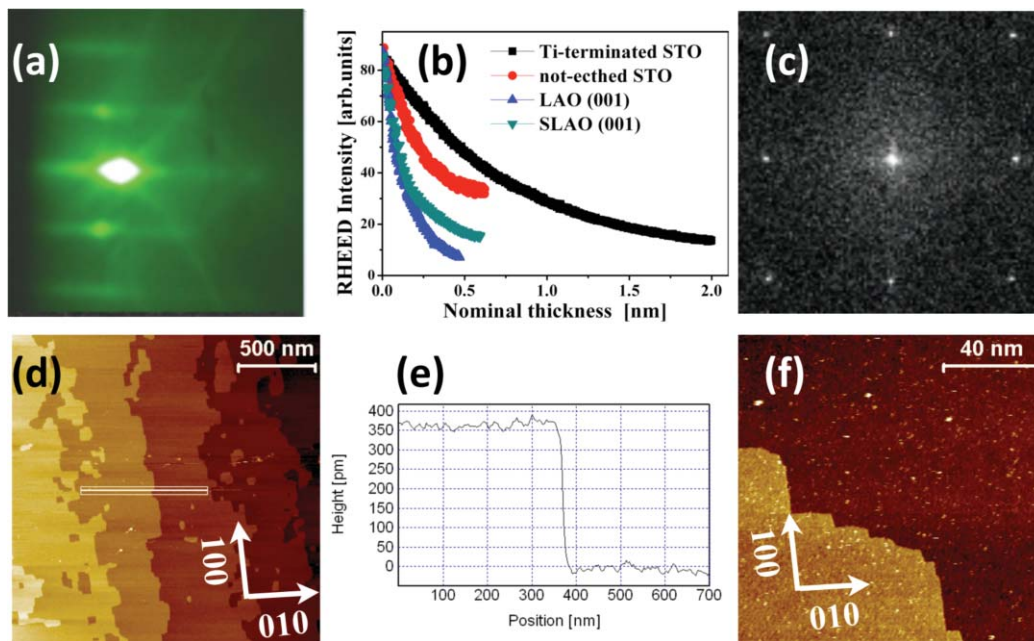 (a)
(b)
Ti-terminated STO
not-ecthed STO
LAO (001)
SLAO (001)
RHEED Intensity [arb.units]
80
60
40
20
0
0.0 0.5 1.0 1.5 2.0
Nominal thickness [nm]
(c)
(d)
500 nm
100
010
(e)
Height [pm]
400
350
300
250
200
150
100
50
0
0 100 200 300 400 500 600 700
Position [nm]
(f)
40 nm
100
010